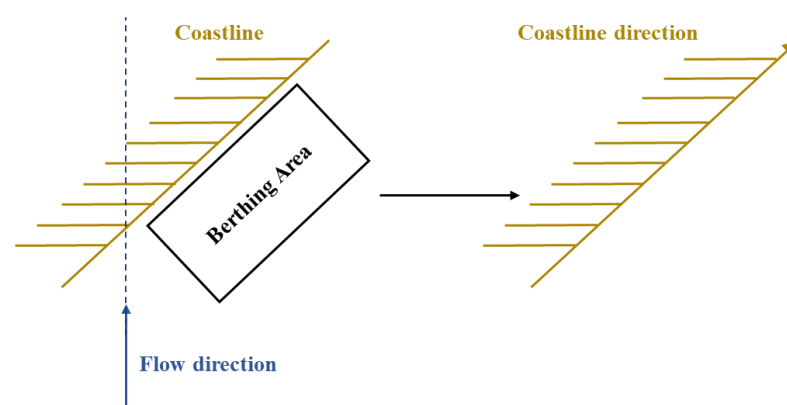 Coastline
Coastline direction
Berthing Area
Flow direction